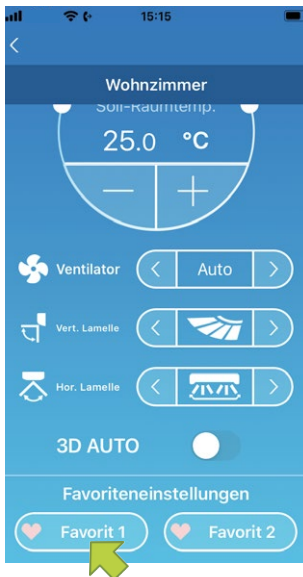 15:15
Wohnzimmer
Soll-Raumtemp.
25.0 °C
Ventilator Auto
Vert. Lamelle
Hor. Lamelle
3D AUTO
Favoriteneinstellungen
Favorit 1 Favorit 2